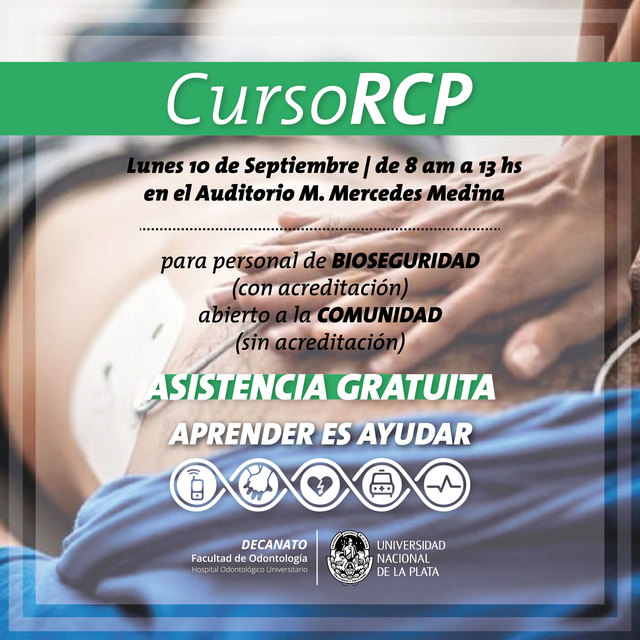 CursoRCP
Lunes 10 de Septiembre | de 8 am a 13 hs
en el Auditorio M. Mercedes Medina
para personal de BIOSEGURIDAD
(con acreditación)
abierto a la COMUNIDAD
(sin acreditación)
ASISTENCIA GRATUITA
APRENDER ES AYUDAR
DECANATO
Facultad de Odontología
Hospital Odontológico Universitario
UNIVERSIDAD
NACIONAL
DE LA PLATA